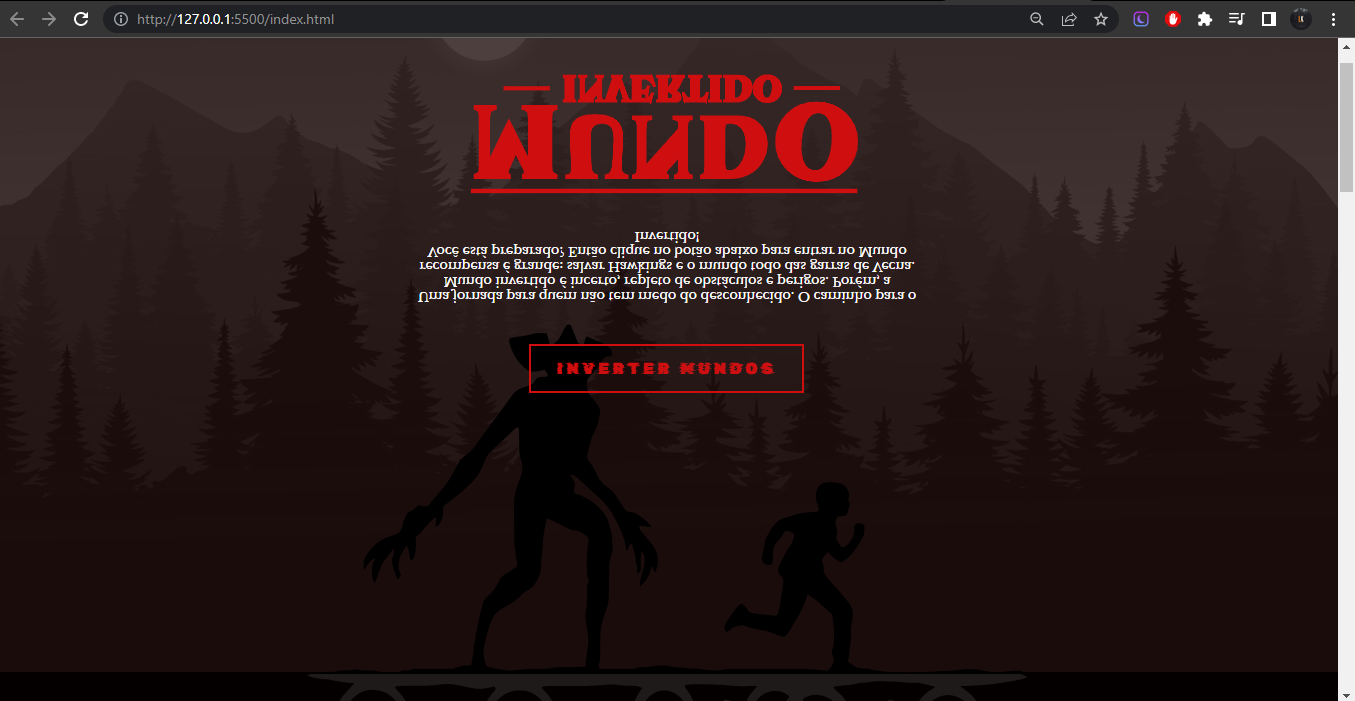 http://127.0.0.1:5500/index.html
MUNDO
INVERTIDO
Uma jornada para quem não tem medo do desconhecido. O caminho para o
Mundo invertido é incerto, repleto de obstáculos e perigos. Porém, a
recompensa é grande: salvar Hawkings e o mundo todo das garras de Vecna.
Você está preparado? Então clique no botão abaixo para entrar no Mundo
Invertido!
INVERTER MUNDOS